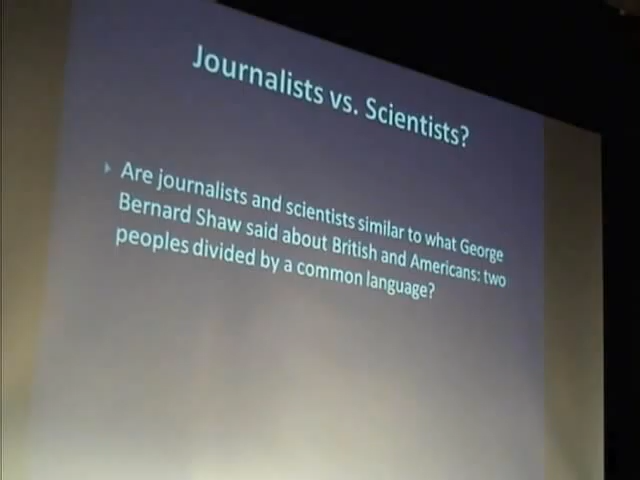 Journalists vs. Scientists?
Are journalists and scientists similar to what George
Bernard Shaw said about British and Americans: two
peoples divided by a common language?